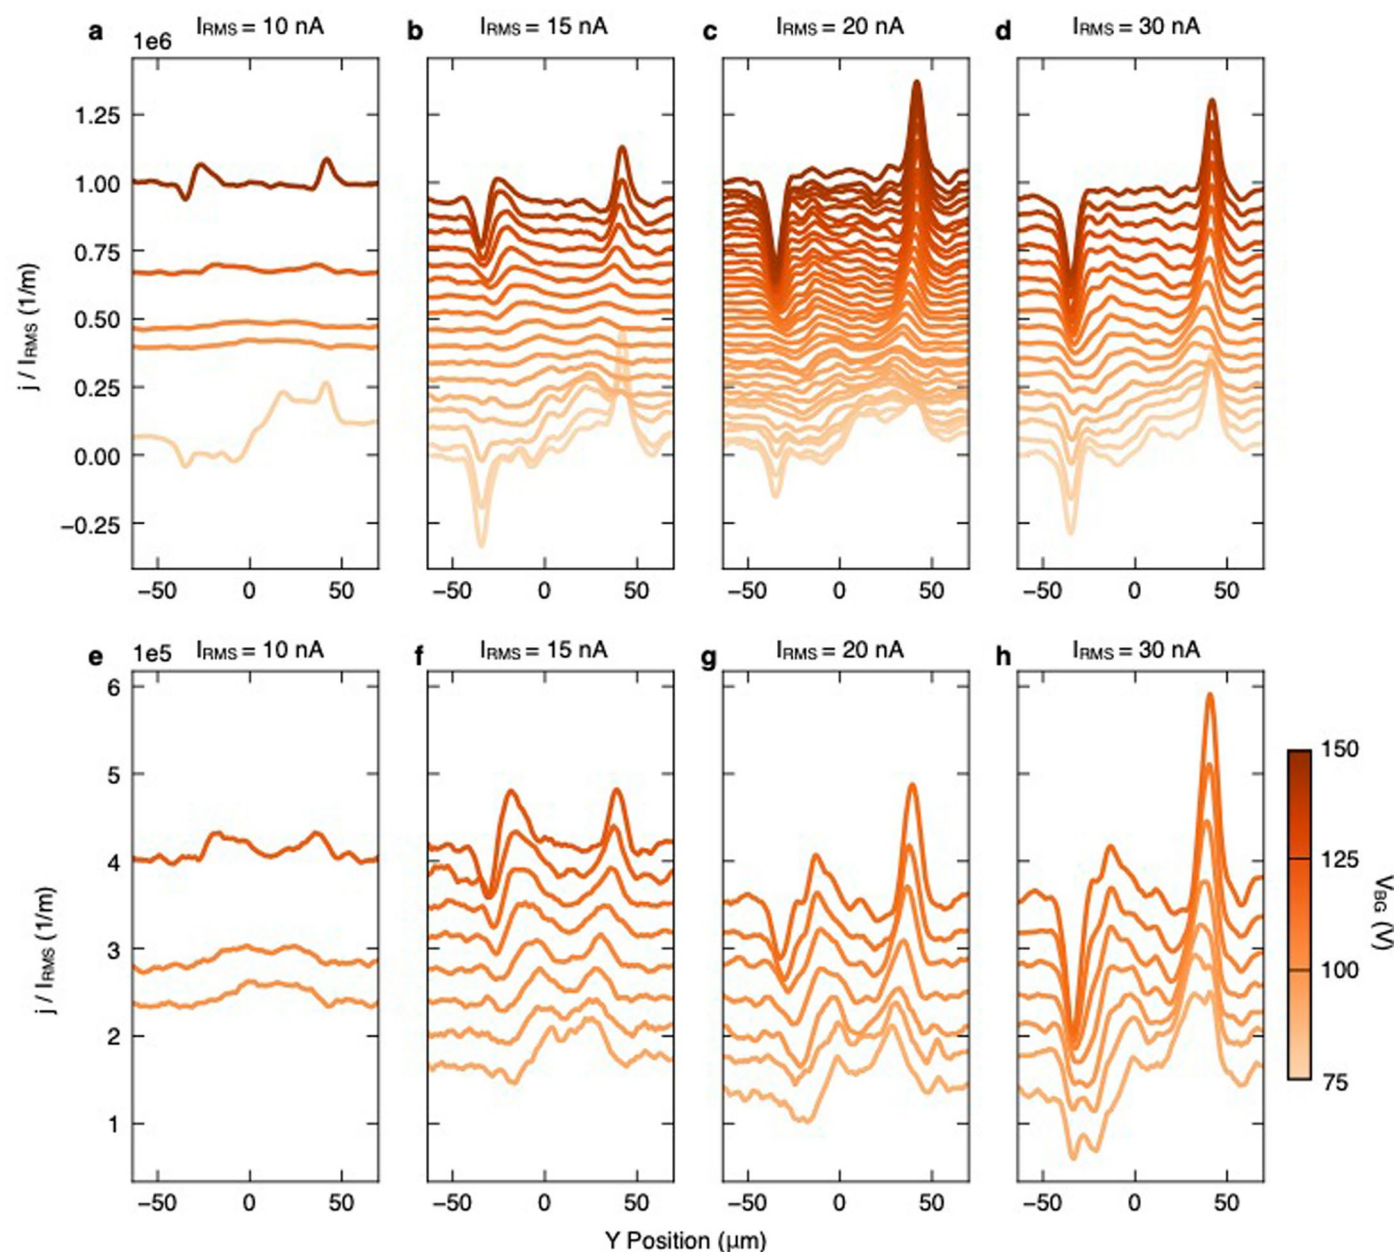 a I_RMS = 10 nA b I_RMS = 15 nA c I_RMS = 20 nA d I_RMS = 30 nA
1e6
1.25
1.00
0.75
0.50
0.25
0.00
−0.25
j / I_RMS (1/m)
−50 0 50 −50 0 50 −50 0 50 −50 0 50
e I_RMS = 10 nA f I_RMS = 15 nA g I_RMS = 20 nA h I_RMS = 30 nA
1e5
6
5
4
3
2
1
j / I_RMS (1/m)
−50 0 50 −50 0 50 −50 0 50 −50 0 50
Y Position (μm)
150
125
100
75
V_BG (V)